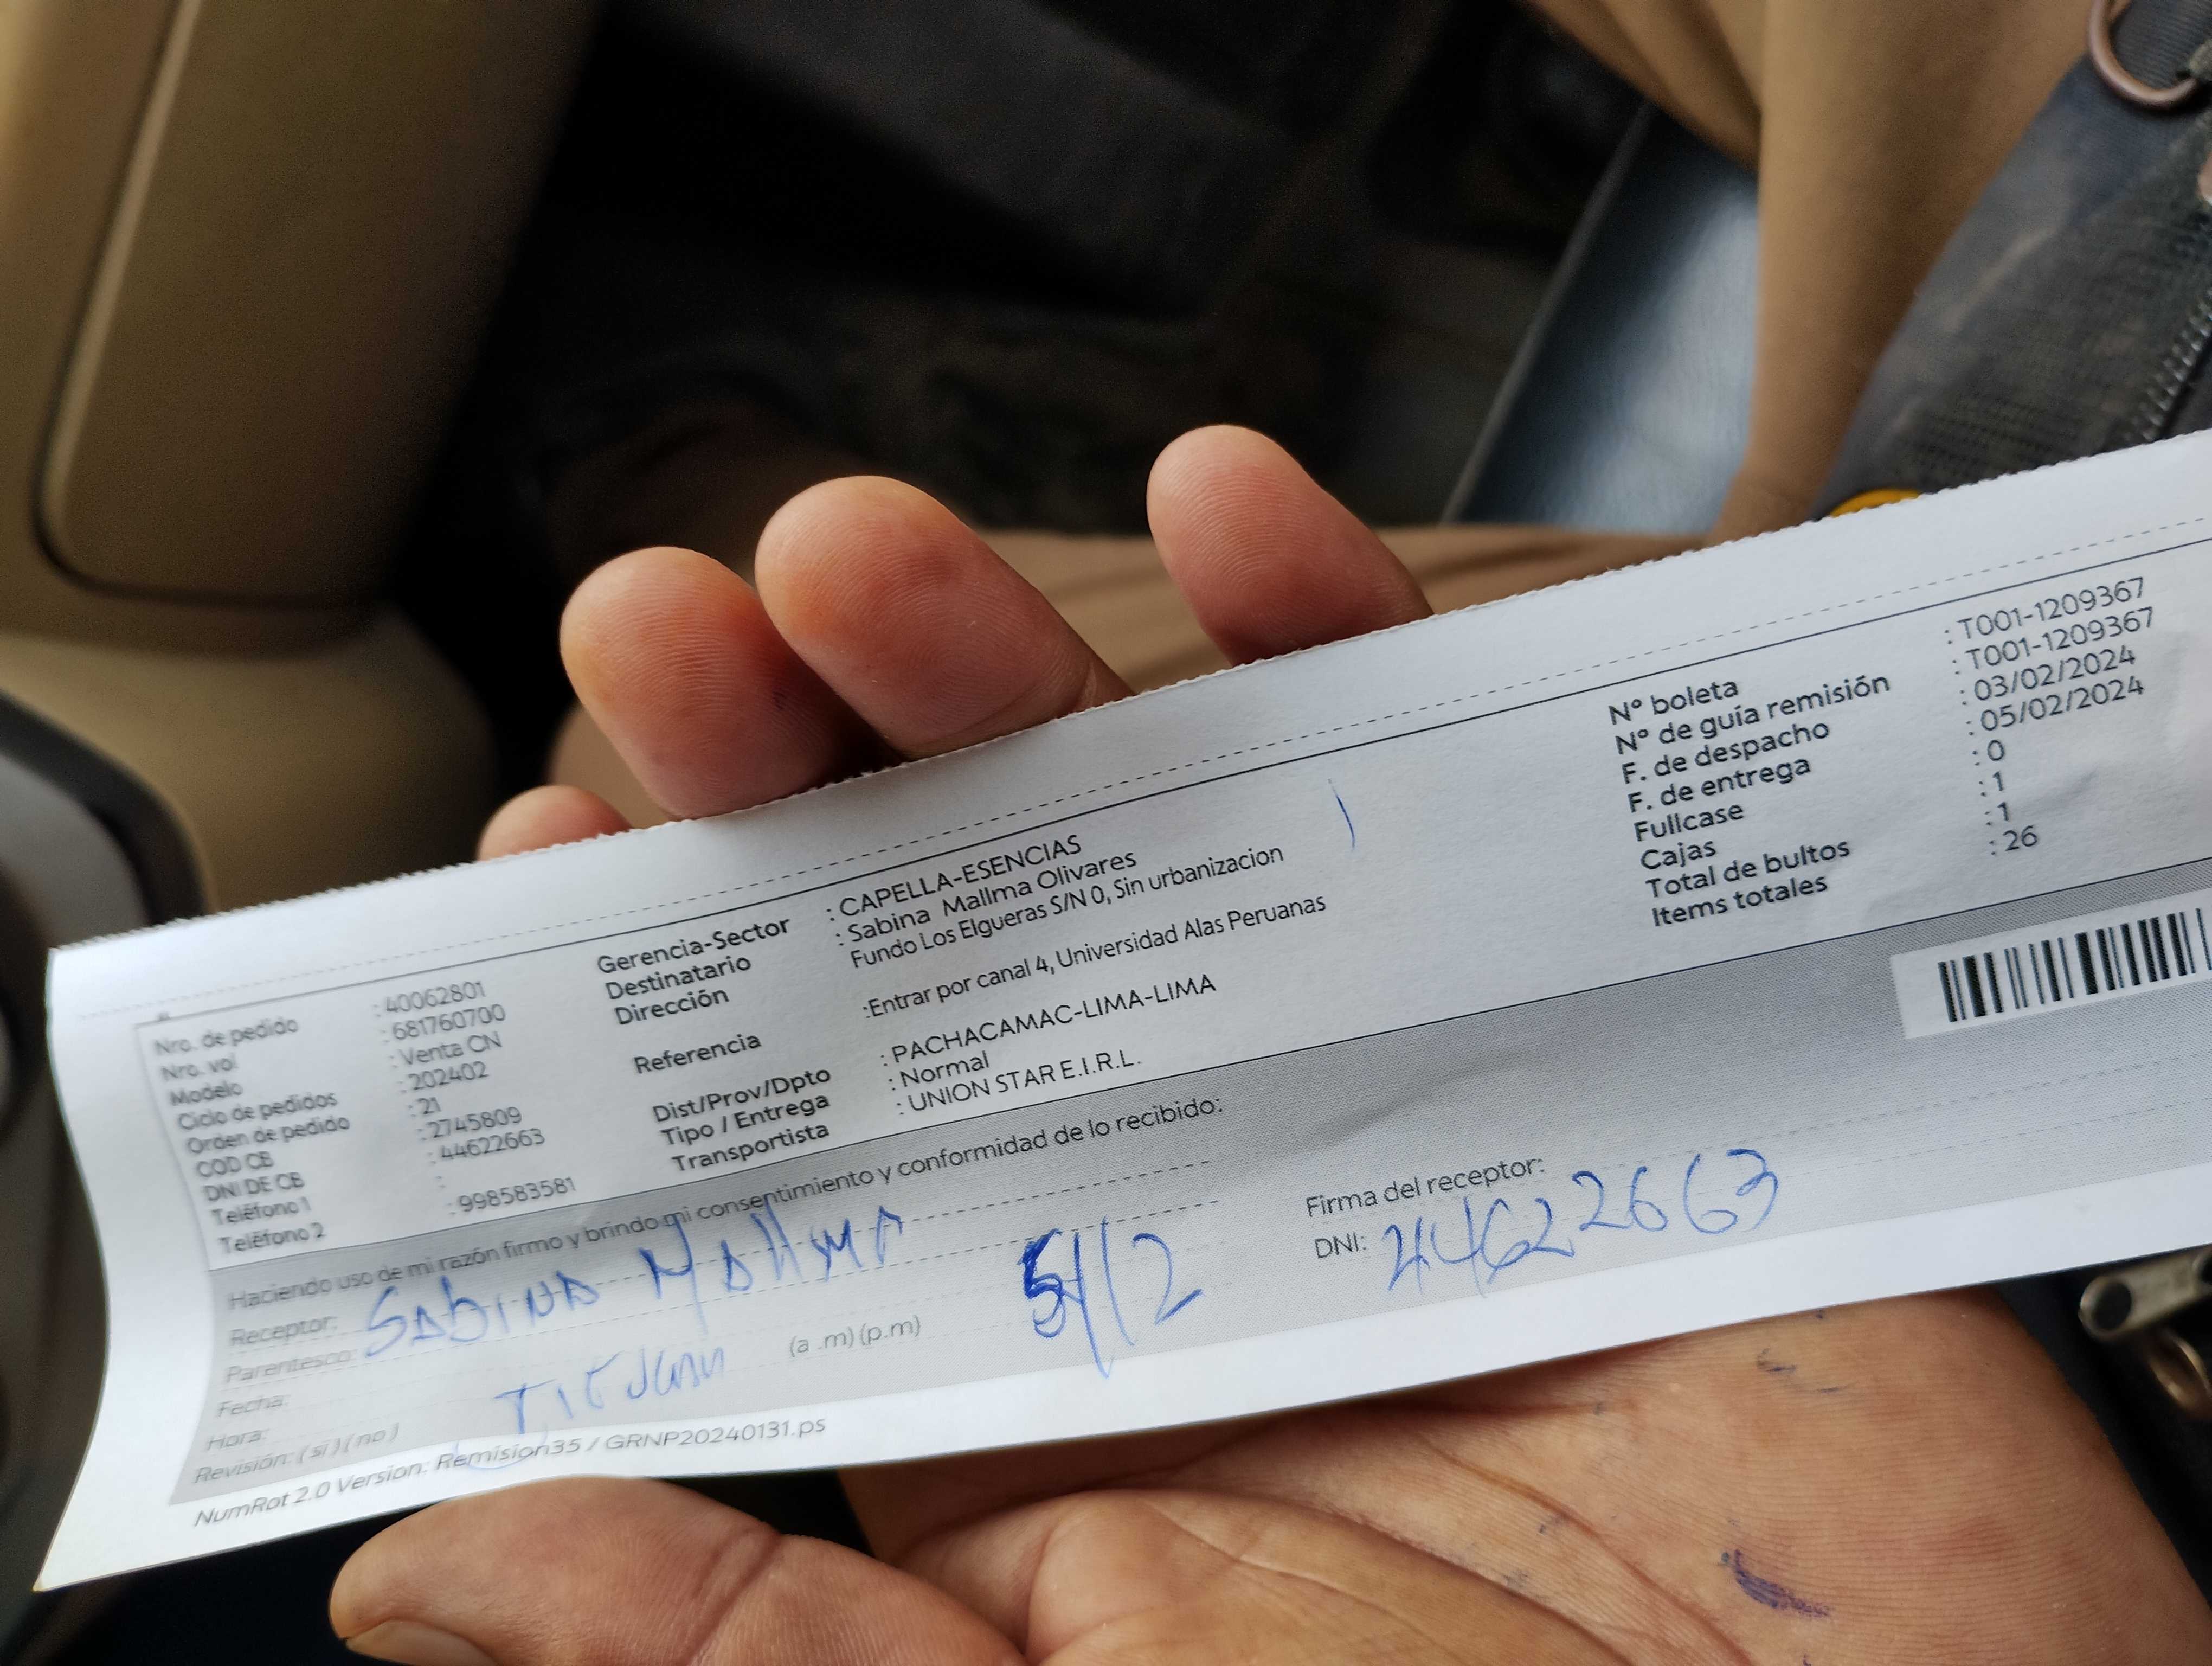 Nro. de pedido : 40062801
Nro. vol : 681760700
Modelo : Venta CN
Ciclo de pedidos : 202402
Orden de pedido : 21
COD CB : 2745809
DNI DE CB : 44622663
Teléfono 1 :
Teléfono 2 : 998583581
Gerencia-Sector : CAPELLA-ESENCIAS
Destinatario : Sabina Mallma Olivares
Dirección Fundo Los Elgueras S/N 0, Sin urbanizacion
Referencia :Entrar por canal 4, Universidad Alas Peruanas
Dist/Prov/Dpto : PACHACAMAC-LIMA-LIMA
Tipo / Entrega : Normal
Transportista : UNION STAR E.I.R.L.
N° boleta : T001-1209367
N° de guía remisión : T001-1209367
F. de despacho : 03/02/2024
F. de entrega : 05/02/2024
Fullcase : 0
Cajas : 1
Total de bultos : 1
Items totales : 26
Haciendo uso de mi razón firmo y brindo mi consentimiento y conformidad de lo recibido:
Receptor: SAbINA MAllMA
Parentesco:
Fecha: 5/12
Hora: (a .m) (p.m)
Revisión: ( si ) ( no )
Firma del receptor:
DNI: 44622663
NumRot 2.0 Version: Remision35 / GRNP20240131.ps